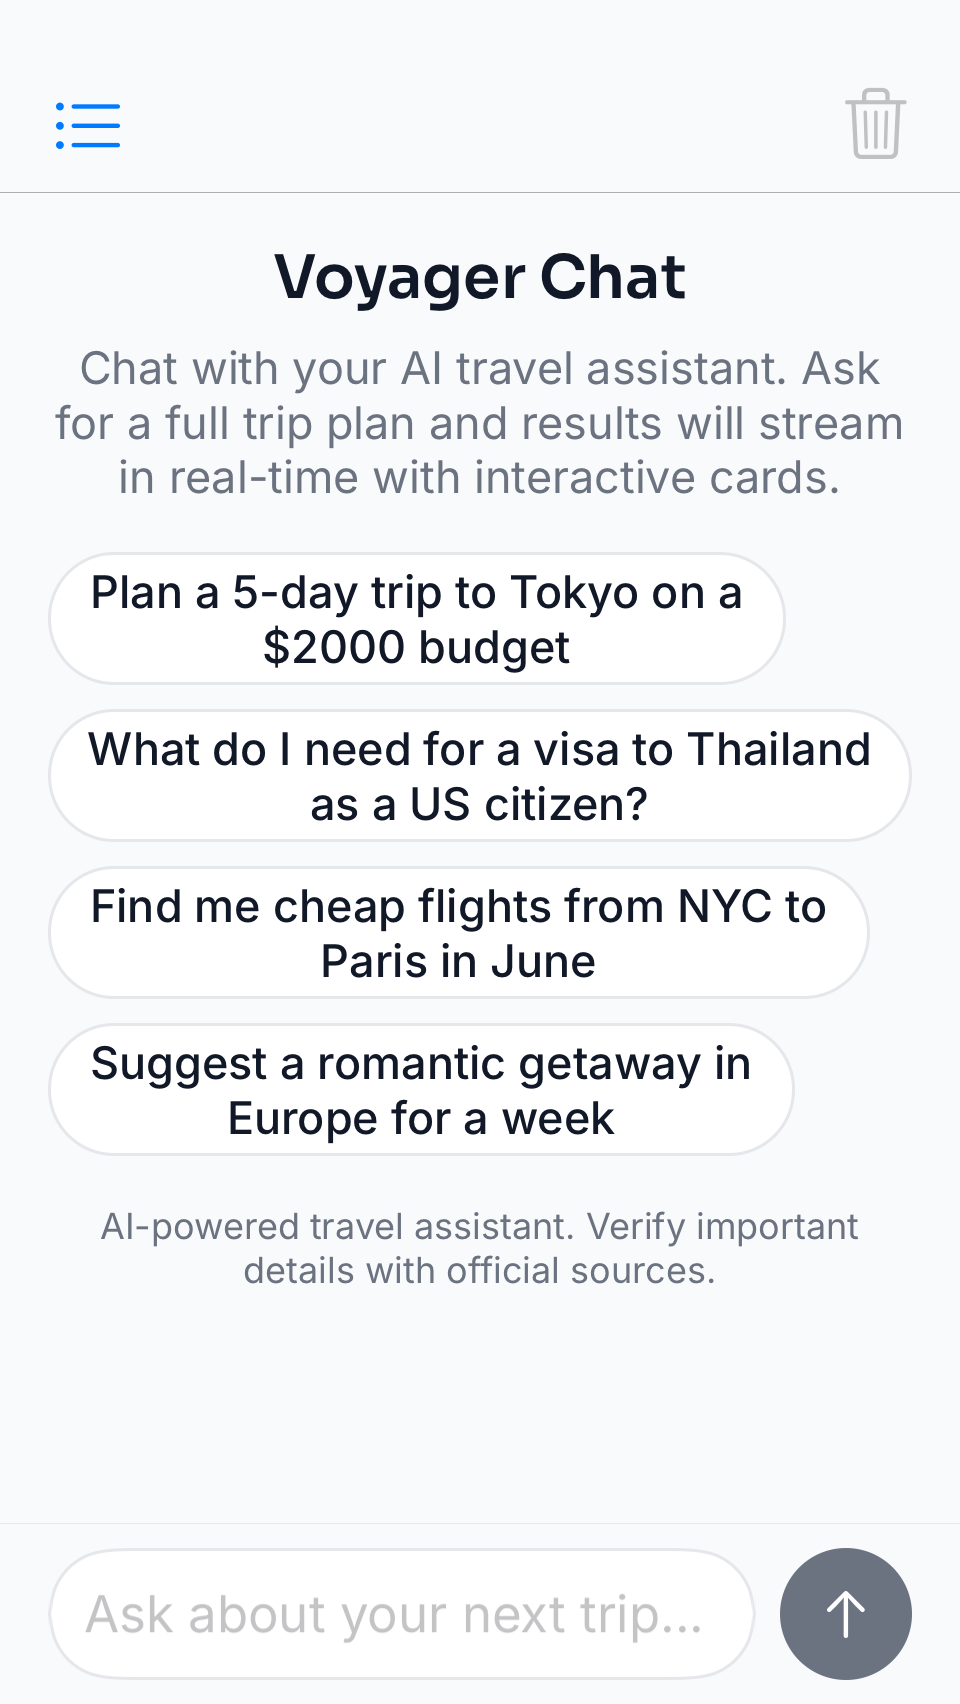 Voyager Chat
Chat with your AI travel assistant. Ask
for a full trip plan and results will stream
in real-time with interactive cards.
Plan a 5-day trip to Tokyo on a
$2000 budget
What do I need for a visa to Thailand
as a US citizen?
Find me cheap flights from NYC to
Paris in June
Suggest a romantic getaway in
Europe for a week
AI-powered travel assistant. Verify important
details with official sources.
Ask about your next trip...